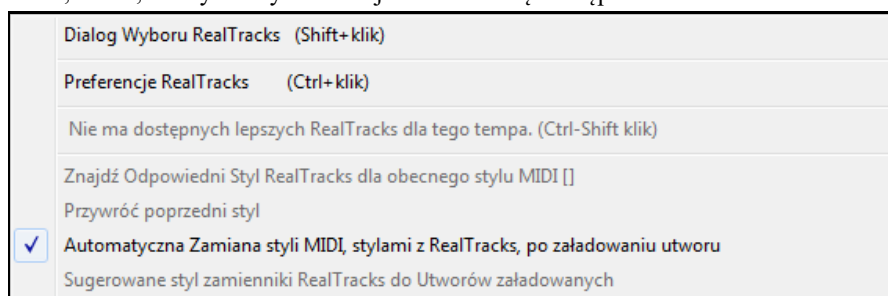 Dialog Wyboru RealTracks (Shift+klik)
Preferencje RealTracks (Ctrl+klik)
Nie ma dostępnych lepszych RealTracks dla tego tempa. (Ctrl-Shift klik)
Znajdź Odpowiedni Styl RealTracks dla obecnego stylu MIDI []
Przywróć poprzedni styl
Automatyczna Zamiana styli MIDI, stylami z RealTracks, po załadowaniu utworu
Sugerowane styl zamienniki RealTracks do Utworów załadowanych